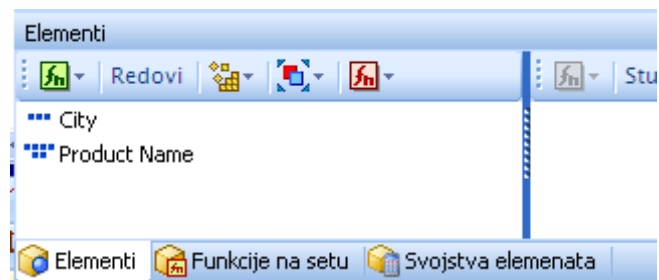 Elementi
Redovi Stu
City
Product Name
Elementi Funkcije na setu Svojstva elemenata